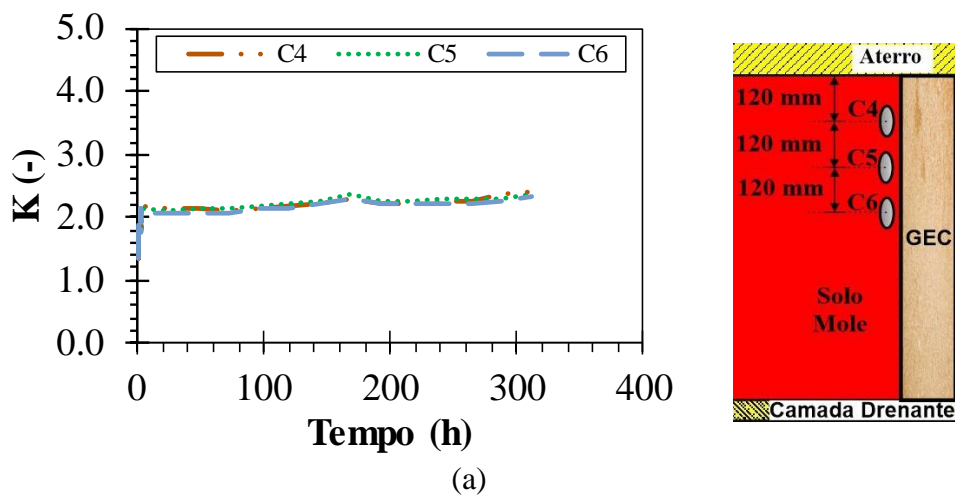 5.0
4.0
3.0
2.0
1.0
0.0
K (-)
C4 C5 C6
0 100 200 300 400
Tempo (h)
Aterro
120 mm C4
120 mm C5
120 mm C6
GEC
Solo
Mole
Camada Drenante
(a)